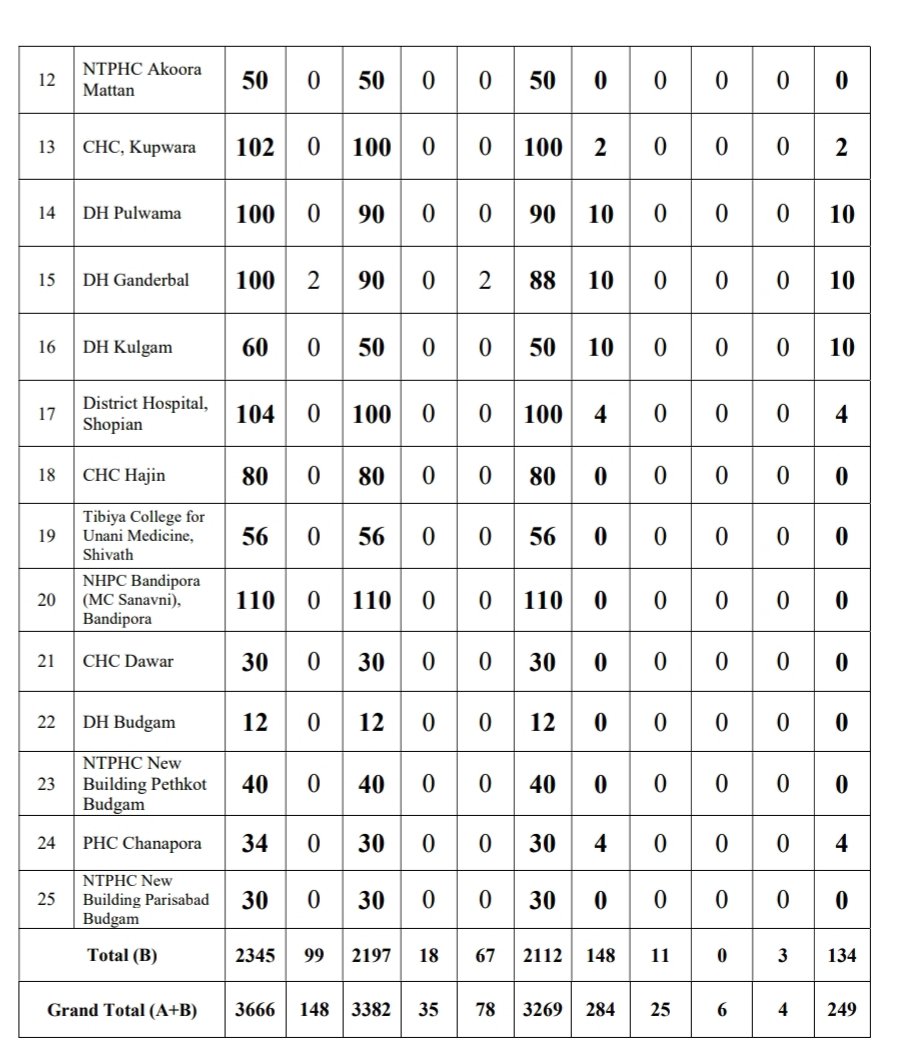 12 NTPHC Akoora Mattan 50 0 50 0 0 50 0 0 0 0 0
13 CHC, Kupwara 102 0 100 0 0 100 2 0 0 0 2
14 DH Pulwama 100 0 90 0 0 90 10 0 0 0 10
15 DH Ganderbal 100 2 90 0 2 88 10 0 0 0 10
16 DH Kulgam 60 0 50 0 0 50 10 0 0 0 10
17 District Hospital, Shopian 104 0 100 0 0 100 4 0 0 0 4
18 CHC Hajin 80 0 80 0 0 80 0 0 0 0 0
19 Tibiya College for Unani Medicine, Shivath 56 0 56 0 0 56 0 0 0 0 0
20 NHPC Bandipora (MC Sanavni), Bandipora 110 0 110 0 0 110 0 0 0 0 0
21 CHC Dawar 30 0 30 0 0 30 0 0 0 0 0
22 DH Budgam 12 0 12 0 0 12 0 0 0 0 0
23 NTPHC New Building Pethkot Budgam 40 0 40 0 0 40 0 0 0 0 0
24 PHC Chanapora 34 0 30 0 0 30 4 0 0 0 4
25 NTPHC New Building Parisabad Budgam 30 0 30 0 0 30 0 0 0 0 0
Total (B) 2345 99 2197 18 67 2112 148 11 0 3 134
Grand Total (A+B) 3666 148 3382 35 78 3269 284 25 6 4 249